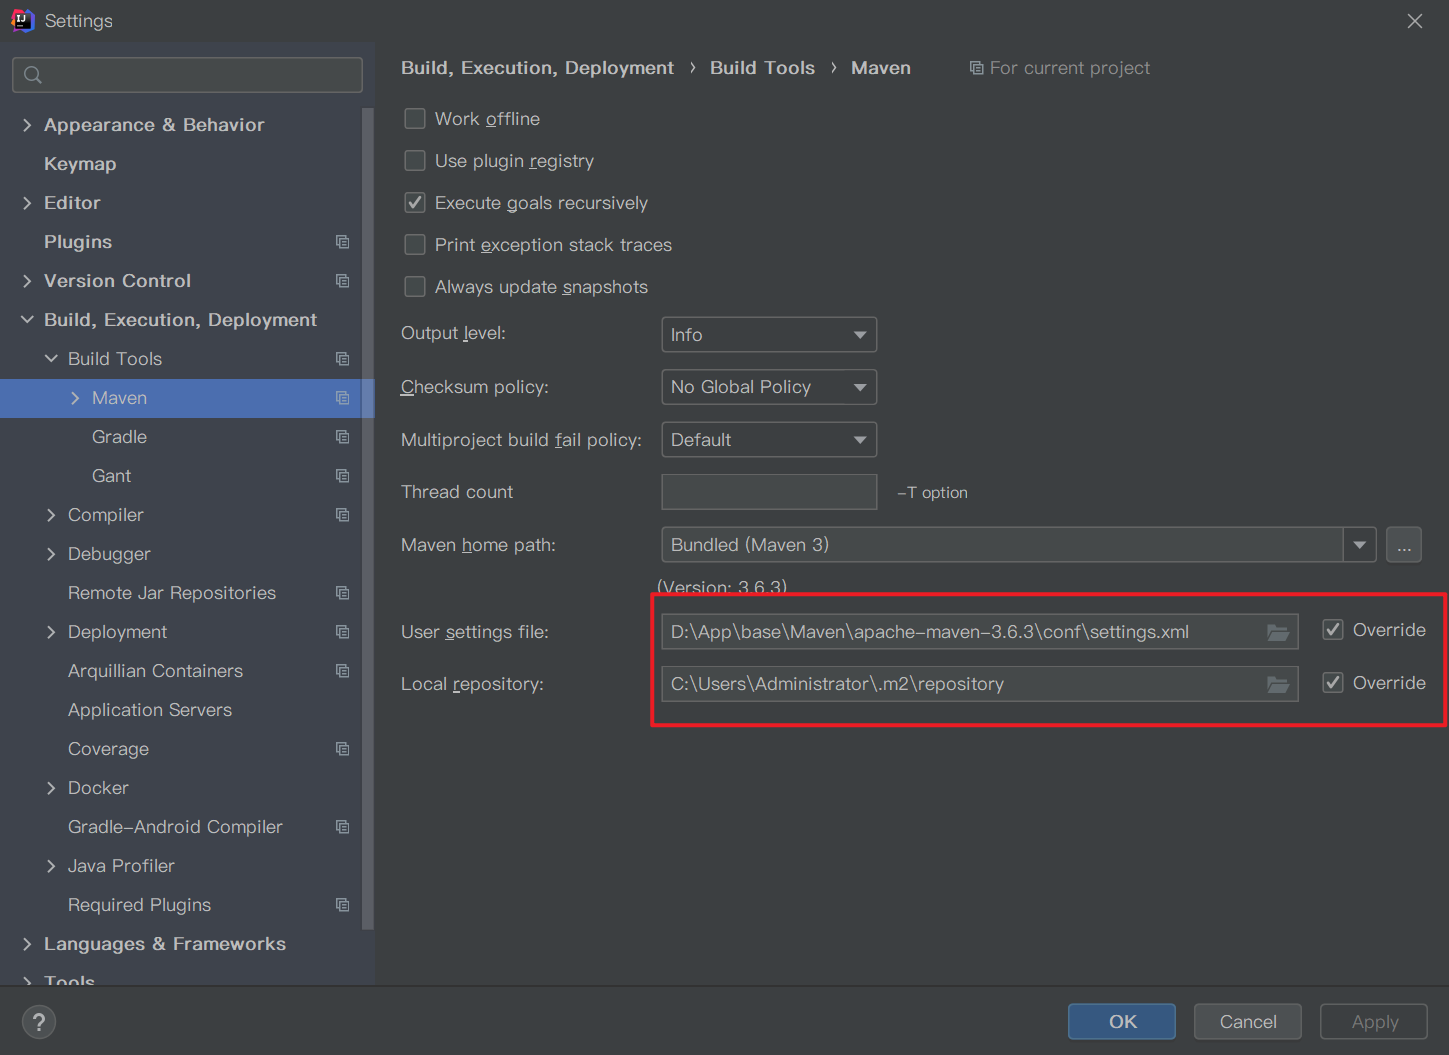 Settings
Appearance & Behavior
Keymap
Editor
Plugins
Version Control
Build, Execution, Deployment
Build Tools
Maven
Gradle
Gant
Compiler
Debugger
Remote Jar Repositories
Deployment
Arquillian Containers
Application Servers
Coverage
Docker
Gradle–Android Compiler
Java Profiler
Required Plugins
Languages & Frameworks
Tools
Build, Execution, Deployment › Build Tools › Maven For current project
Work offline
Use plugin registry
Execute goals recursively
Print exception stack traces
Always update snapshots
Output level: Info
Checksum policy: No Global Policy
Multiproject build fail policy: Default
Thread count –T option
Maven home path: Bundled (Maven 3) ...
(Version: 3.6.3)
User settings file: D:\App\base\Maven\apache–maven–3.6.3\conf\settings.xml Override
Local repository: C:\Users\Administrator\.m2\repository Override
? OK Cancel Apply